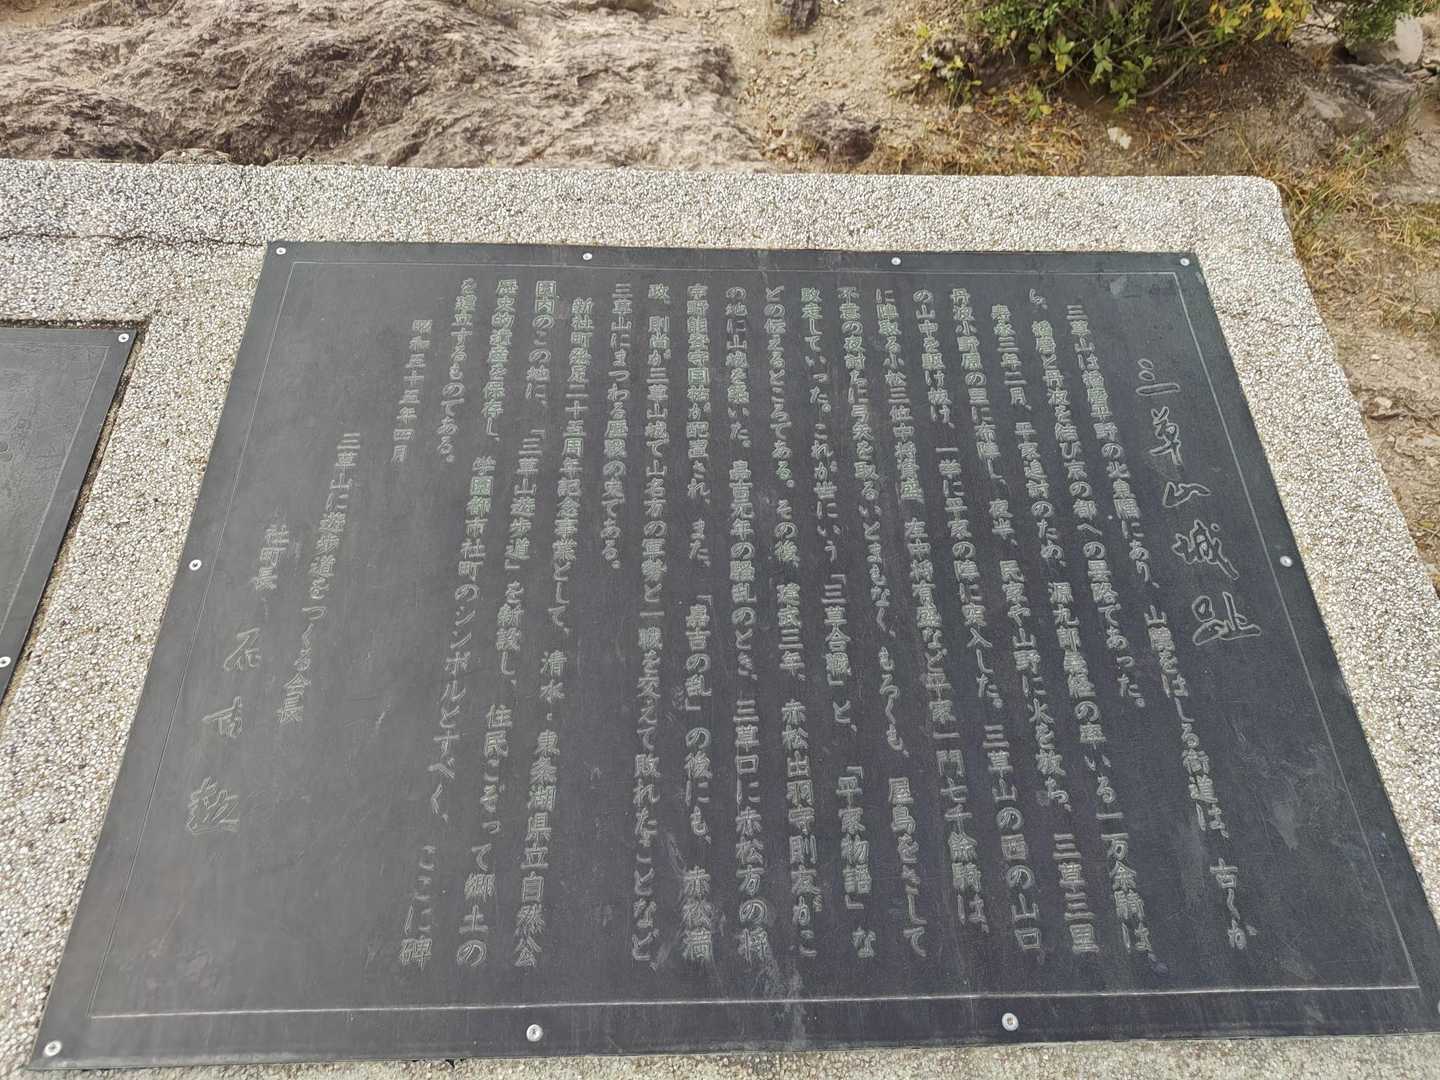 三草山城趾
三草山は播磨平野の北東隅にあり、山腰をはしる街道は、古くか
ら、播磨と丹波を結び京の都への要路であった。
寿永三年二月、平家追討のため、源九郎義経の率いる一万余騎は、
丹波小野原の里に布陣し、夜半、民家や山野に火を放ち、三草三里
の山中を駆け抜け、一挙に平家の陣に突入した。三草山の西の山口
に陣取る小松三位中将資盛、左中将有盛など平家一門七千余騎は、
不意の夜討たに弓矢を取るいとまもなく、もろくも、屋島をさして
敗走していった。これが世にいう「三草合戦」と、「平家物語」な
どの伝えるところである。その後、建武三年、赤松出羽守則友がこ
の地に山城を築いた。嘉吉元年の騒乱のとき、三草口に赤松方の将
宇野能登守国祐が配置され、また、「嘉吉の乱」の後にも、赤松満
政、則尚が三草山城で山名方の軍勢と一戦を交えて敗れたことなど、
三草山にまつわる歴戦の史である。
新社町発足二十五周年記念事業として、清水・東条湖県立自然公
園内のこの地に、「三草山遊歩道」を新設し、住民こぞって郷土の
歴史的遺産を保存し、学園都市社町のシンボルとすべく、ここに碑
を建立するものである。
昭和五十五年四月
三草山に遊歩道をつくる会会長
社町長 石古 勲